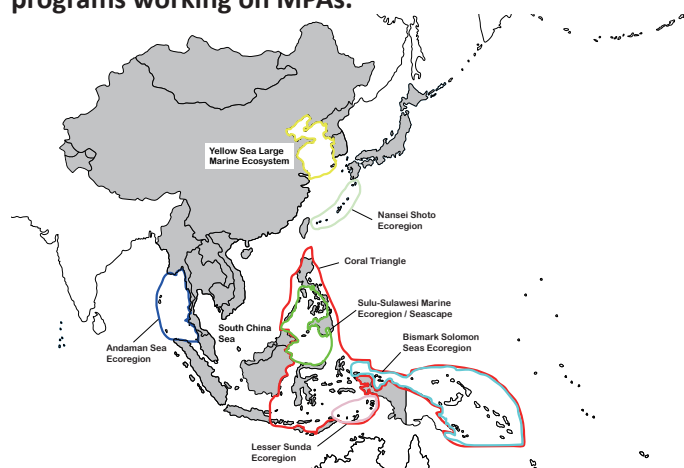 programs working on MPAs.
Yellow Sea Large
Marine Ecosystem
Nansei Shoto
Ecoregion
Coral Triangle
Sulu-Sulawesi Marine
Ecoregion / Seascape
South China
Sea
Bismark Solomon
Seas Ecoregion
Andaman Sea
Ecoregion
Lesser Sunda
Ecoregion